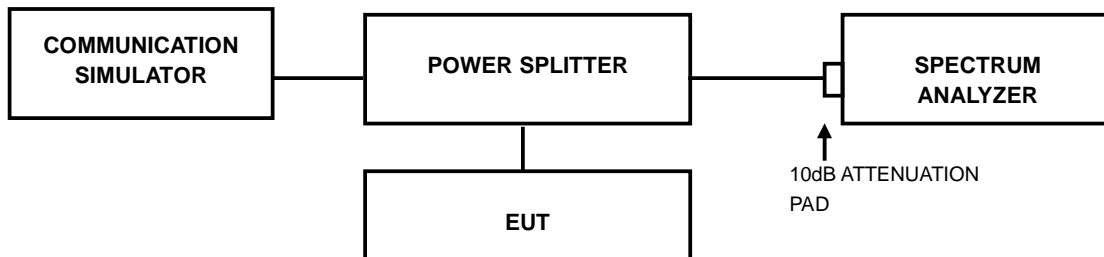 COMMUNICATION
SIMULATOR
POWER SPLITTER
SPECTRUM
ANALYZER
10dB ATTENUATION
PAD
EUT